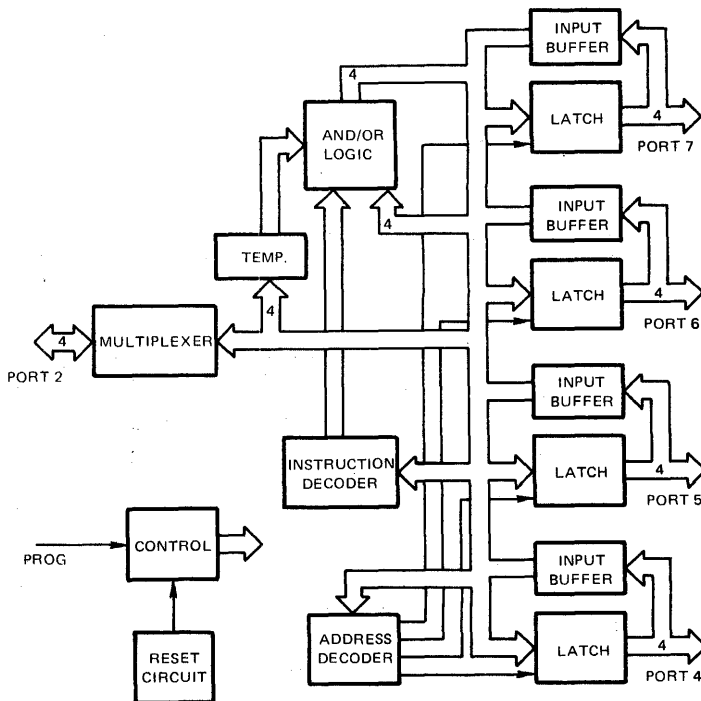 INPUT
BUFFER
4
AND/OR
LOGIC
LATCH
4
PORT 7
INPUT
BUFFER
4
TEMP.
LATCH
4
PORT 6
4
4
MULTIPLEXER
PORT 2
INPUT
BUFFER
INSTRUCTION
DECODER
LATCH
4
PORT 5
PROG
CONTROL
INPUT
BUFFER
ADDRESS
DECODER
RESET
CIRCUIT
LATCH
4
PORT 4